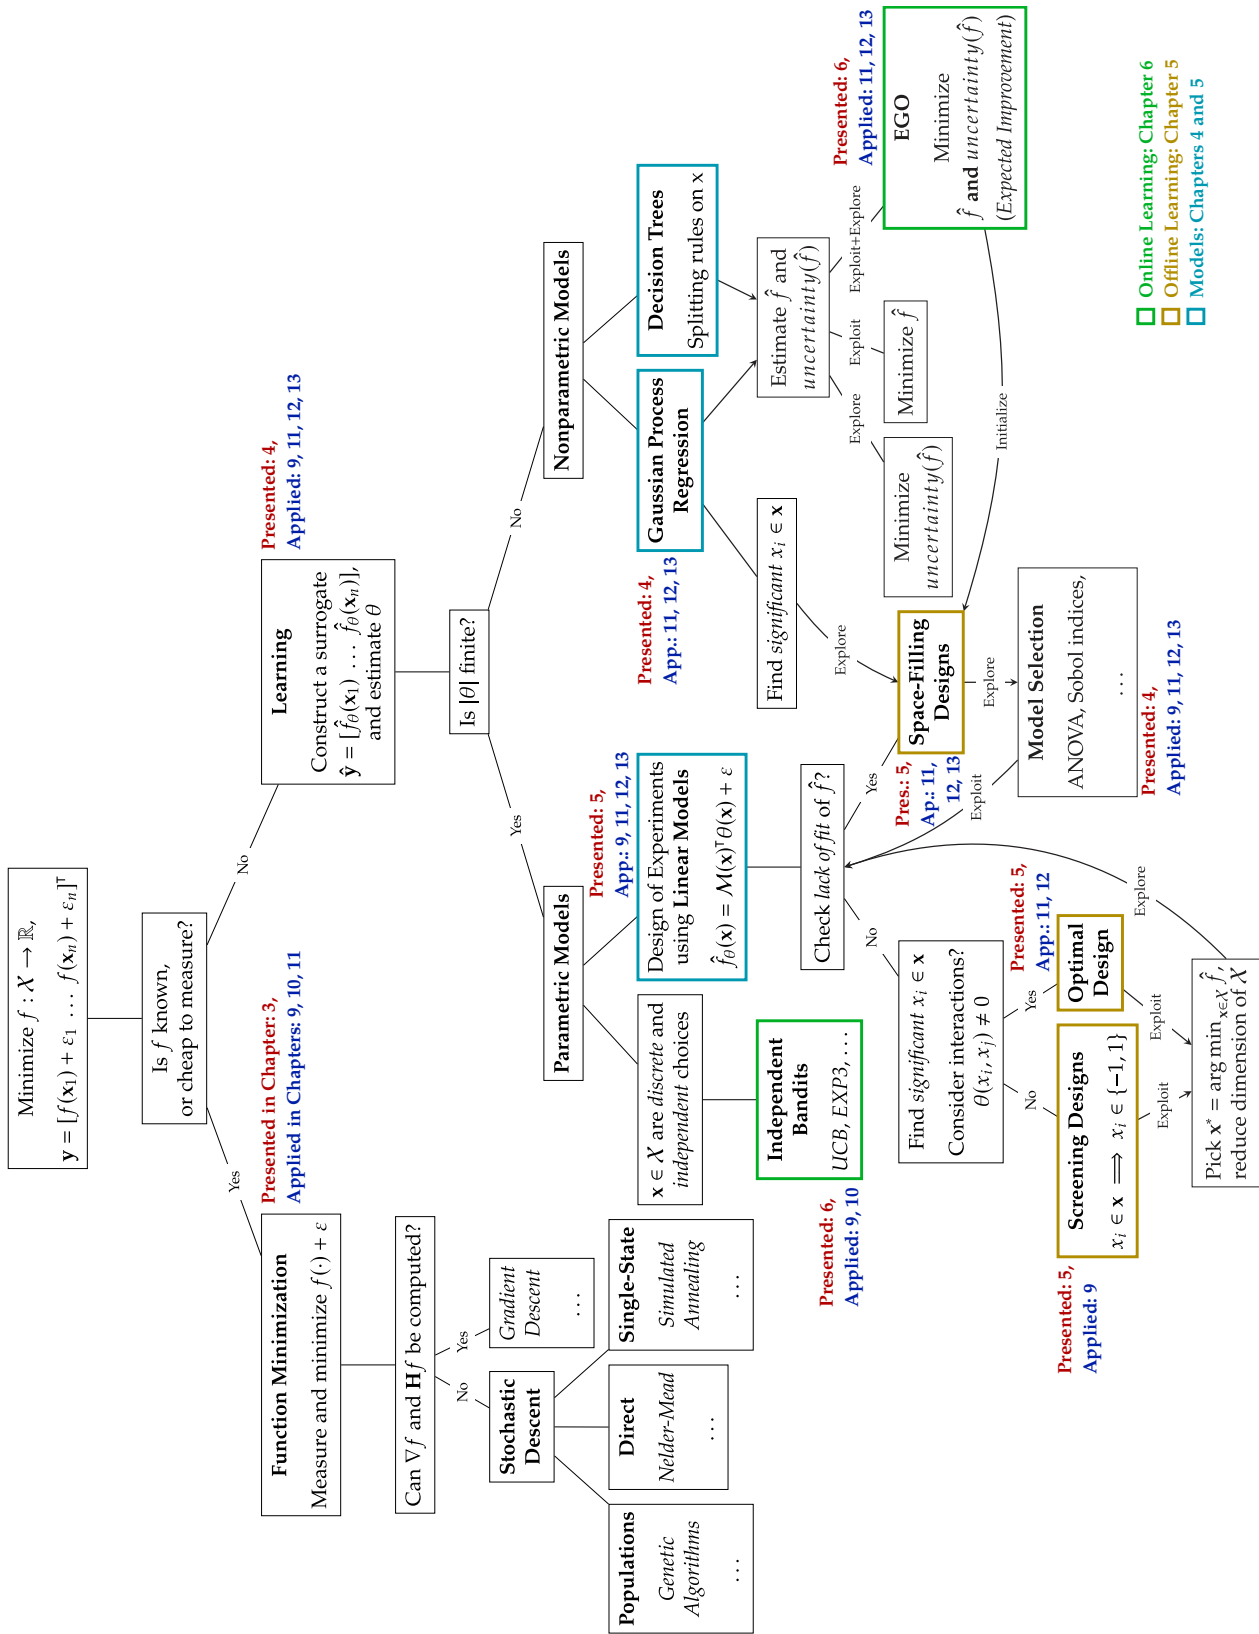 Minimize f : X → ℝ,
y = [f(x₁) + ε₁ … f(xₙ) + εₙ]ᵀ
Is f known,
or cheap to measure?
Yes
No
Presented in Chapter: 3,
Applied in Chapters: 9, 10, 11
Function Minimization
Measure and minimize f(·) + ε
Can ∇f and Hf be computed?
No
Yes
Stochastic
Descent
Gradient
Descent
…
Populations
Genetic
Algorithms
…
Direct
Nelder-Mead
…
Single-State
Simulated
Annealing
…
Presented: 4,
Applied: 9, 11, 12, 13
Learning
Construct a surrogate
ŷ = [f̂_θ(x₁) … f̂_θ(xₙ)],
and estimate θ
Is |θ| finite?
Yes
No
Parametric Models
x ∈ X are discrete and
independent choices
Independent
Bandits
UCB, EXP3, …
Presented: 6,
Applied: 9, 10
Presented: 5,
App.: 9, 11, 12, 13
Design of Experiments
using Linear Models
f̂_θ(x) = M(x)ᵀθ(x) + ε
Check lack of fit of f̂?
No
Yes
Find significant xᵢ ∈ x
Consider interactions?
θ(xᵢ, xⱼ) ≠ 0
No
Yes
Presented: 5,
Applied: 9
Screening Designs
xᵢ ∈ x ⟹ xᵢ ∈ {−1, 1}
Presented: 5,
App.: 11, 12
Optimal
Design
Exploit
Exploit
Pick x* = arg min_{x∈X} f̂,
reduce dimension of X
Explore
Pres.: 5,
Ap.: 11,
12, 13
Space-Filling
Designs
Explore
Exploit
Model Selection
ANOVA, Sobol indices,
…
Presented: 4,
Applied: 9, 11, 12, 13
Nonparametric Models
Presented: 4,
App.: 11, 12, 13
Gaussian Process
Regression
Decision Trees
Splitting rules on x
Find significant xᵢ ∈ x
Explore
Estimate f̂ and
uncertainty(f̂)
Explore
Exploit
Exploit+Explore
Minimize
uncertainty(f̂)
Minimize f̂
Presented: 6,
Applied: 11, 12, 13
EGO
Minimize
f̂ and uncertainty(f̂)
(Expected Improvement)
Initialize
Online Learning: Chapter 6
Offline Learning: Chapter 5
Models: Chapters 4 and 5